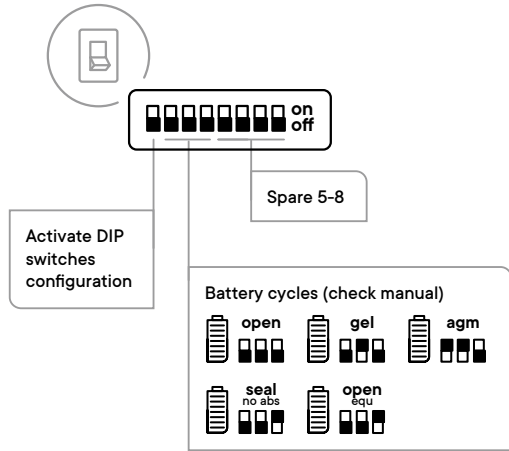 on
off
Spare 5-8
Activate DIP
switches
configuration
Battery cycles (check manual)
open
gel
agm
seal
no abs
open
equ